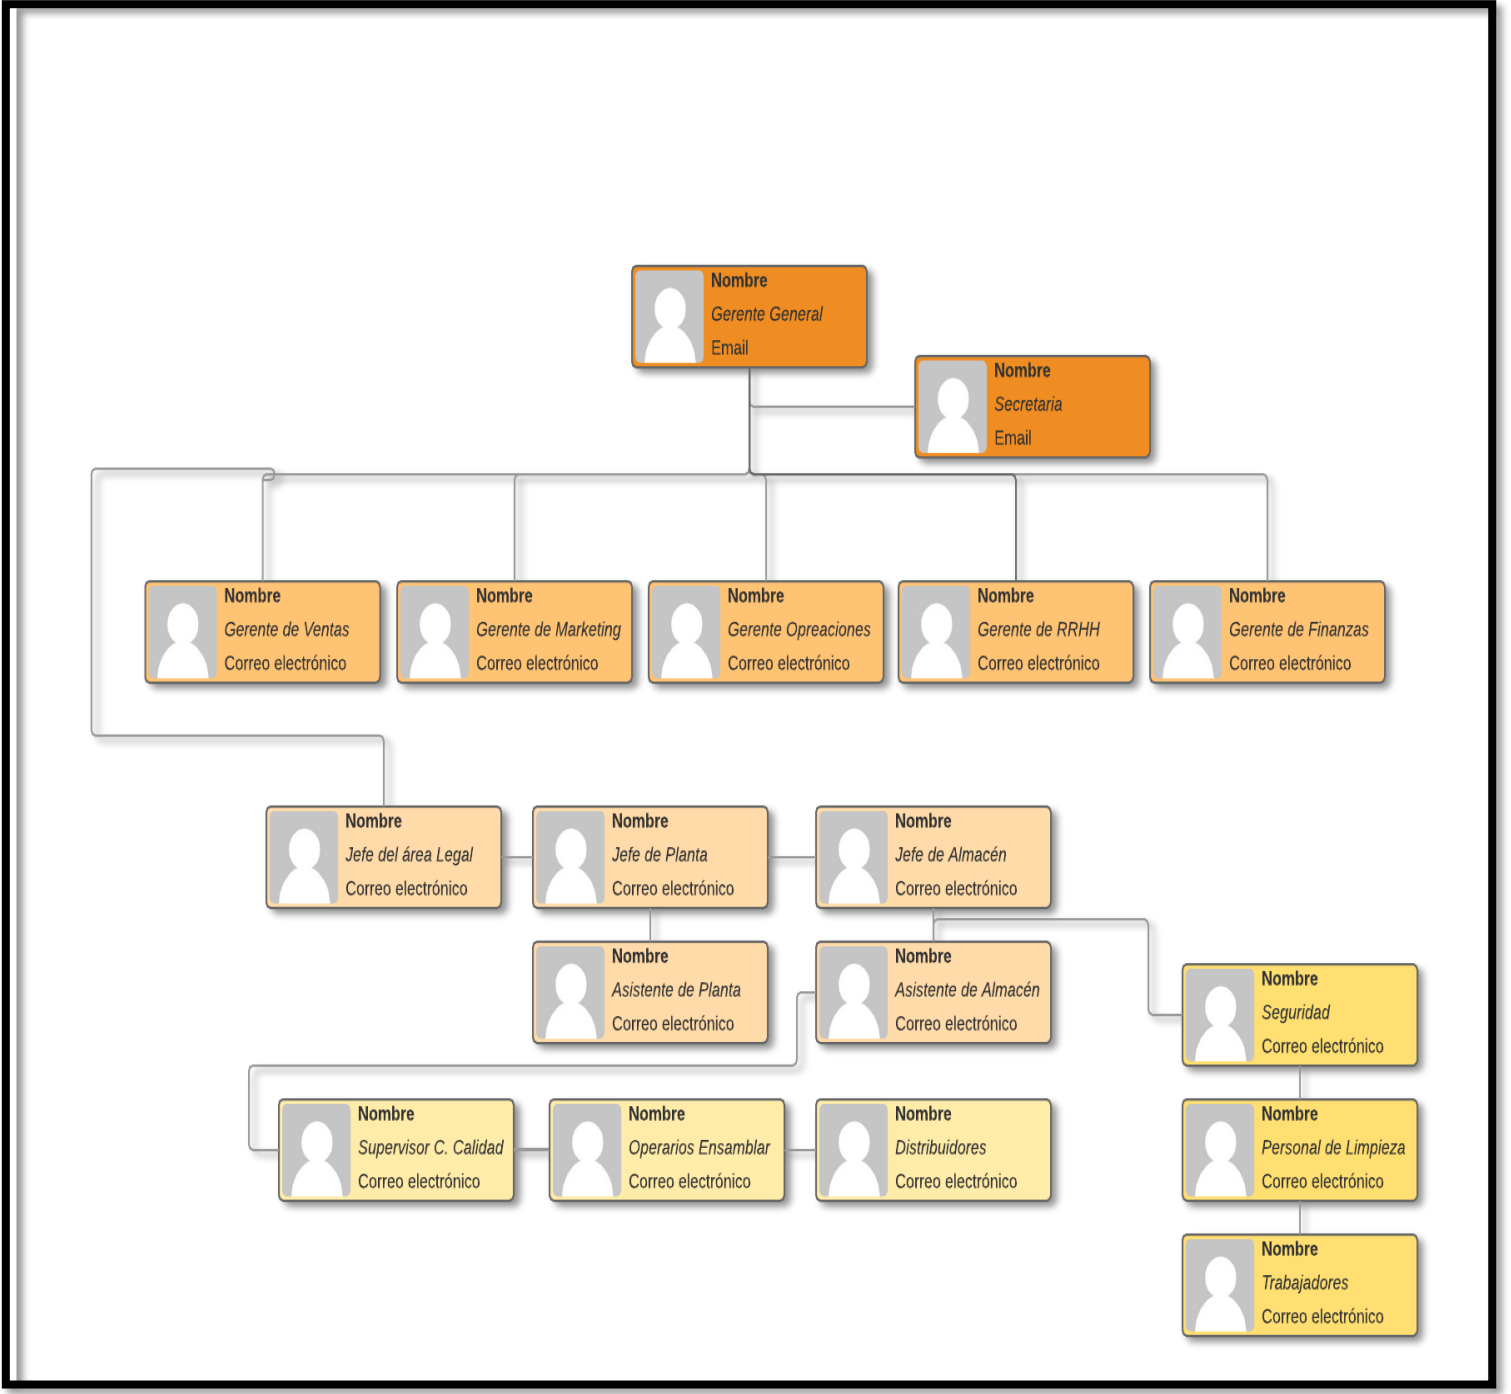 Nombre
Gerente General
Email
Nombre
Secretaria
Email
Nombre
Gerente de Ventas
Correo electrónico
Nombre
Gerente de Marketing
Correo electrónico
Nombre
Gerente Opreaciones
Correo electrónico
Nombre
Gerente de RRHH
Correo electrónico
Nombre
Gerente de Finanzas
Correo electrónico
Nombre
Jefe del área Legal
Correo electrónico
Nombre
Jefe de Planta
Correo electrónico
Nombre
Jefe de Almacén
Correo electrónico
Nombre
Asistente de Planta
Correo electrónico
Nombre
Asistente de Almacén
Correo electrónico
Nombre
Seguridad
Correo electrónico
Nombre
Supervisor C. Calidad
Correo electrónico
Nombre
Operarios Ensamblar
Correo electrónico
Nombre
Distribuidores
Correo electrónico
Nombre
Personal de Limpieza
Correo electrónico
Nombre
Trabajadores
Correo electrónico